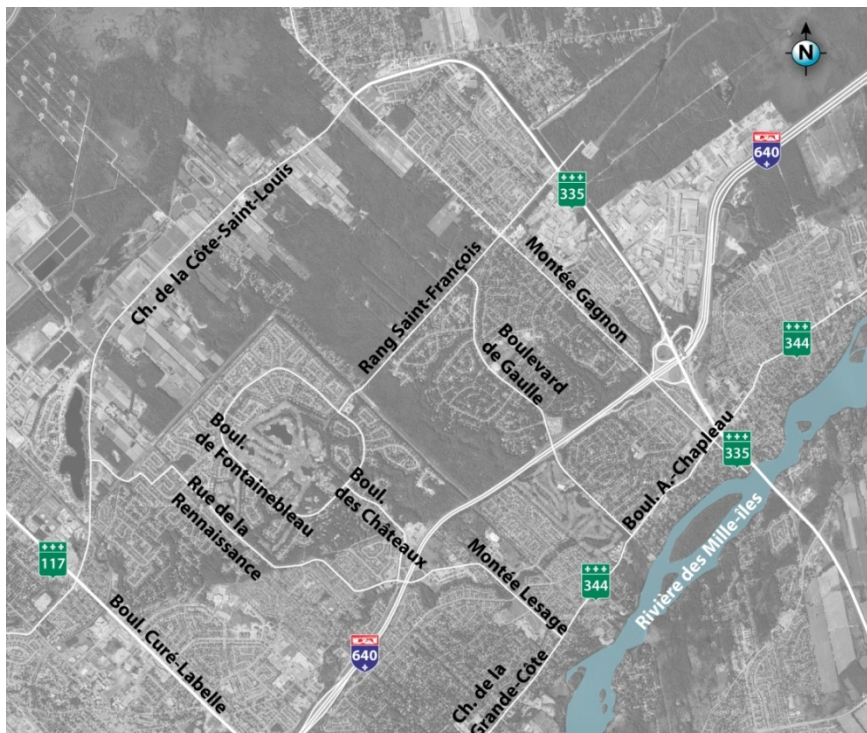 N
640
335
Ch. de la Côte-Saint-Louis
Rang Saint-François
Montée Gagnon
Boulevard
de Gaulle
344
Boul.
de Fontainebleau
Boul.
des Châteaux
Rue de la
Rennaissance
Boul. A.-Chapleau
335
117
Montée Lesage
344
Rivière des Mille-îles
Boul. Curé-Labelle
640
Ch. de la
Grande-Côte